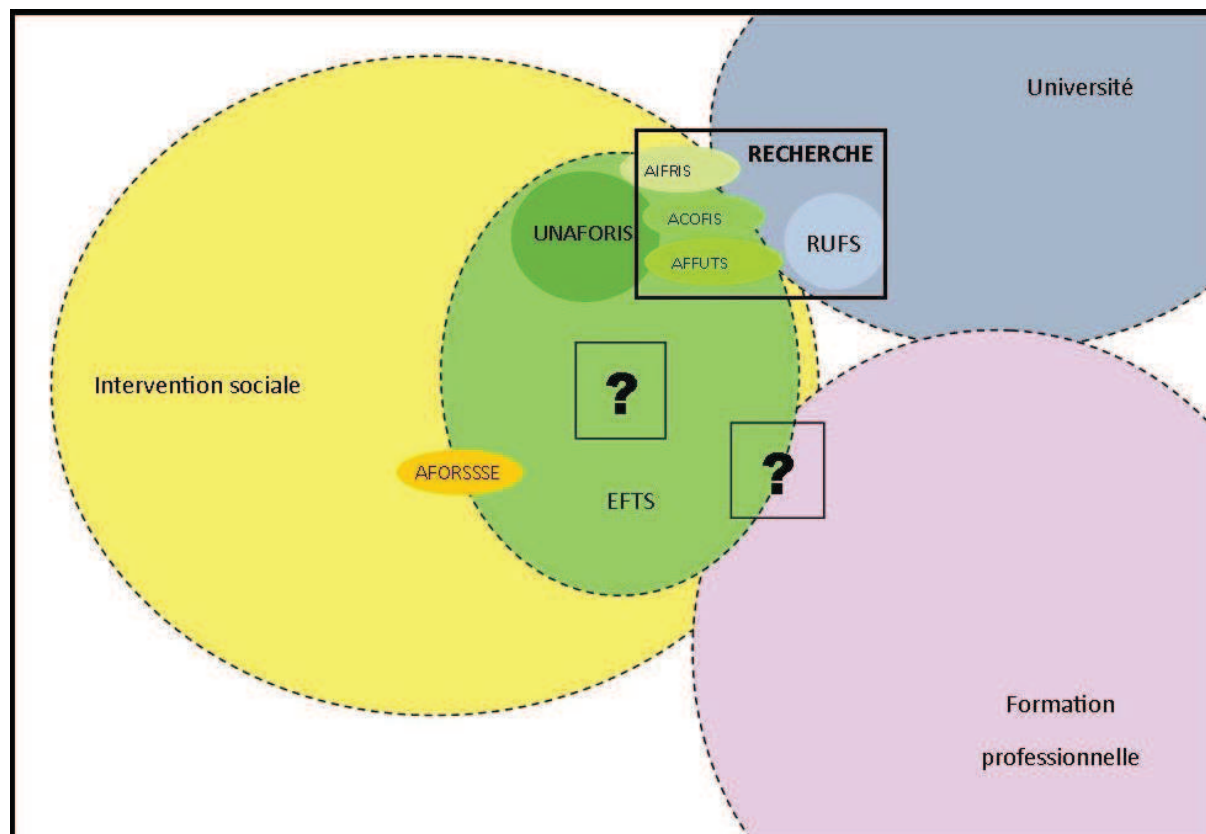 Université
RECHERCHE
AIFRIS
ACOFIS
UNAFORIS
RUFS
AFFUTS
Intervention sociale
?
?
AFORSSSE
EFTS
Formation
professionnelle